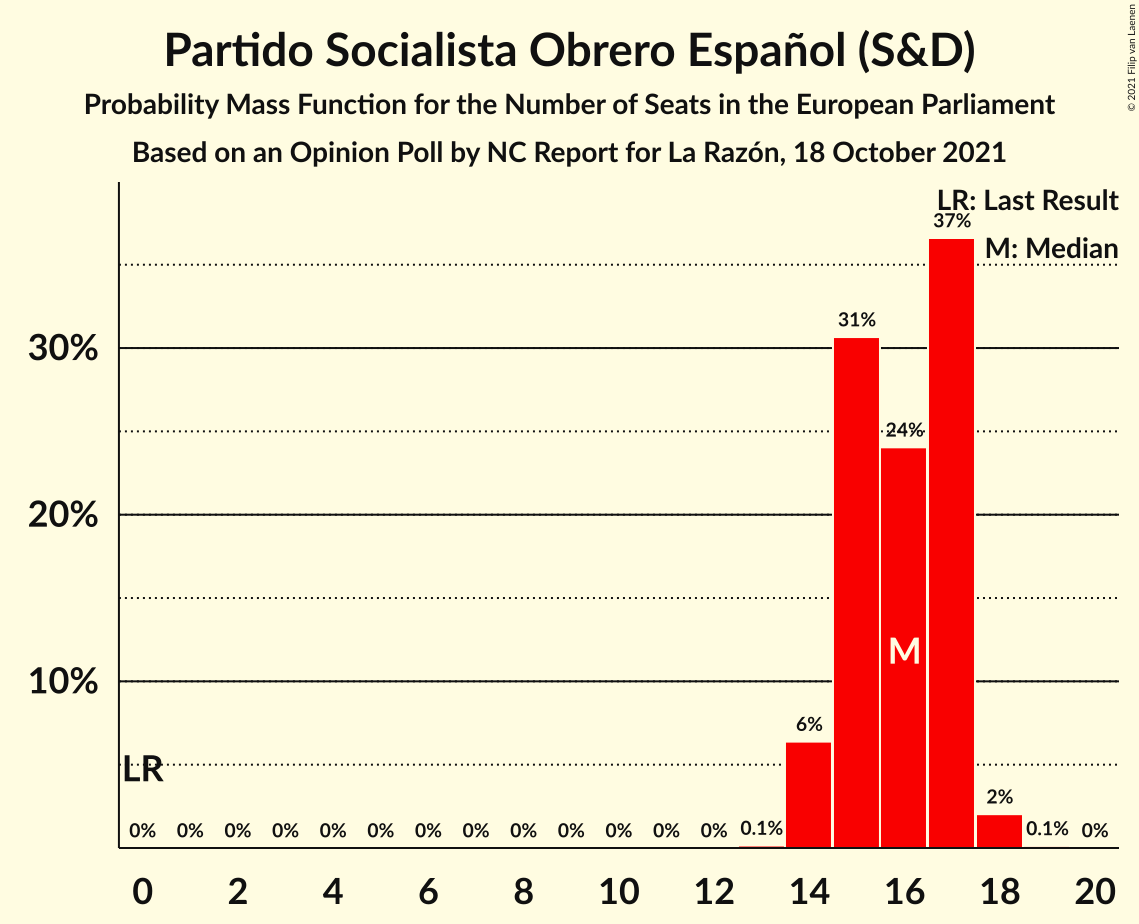 Partido Socialista Obrero Español (S&D)
Probability Mass Function for the Number of Seats in the European Parliament
Based on an Opinion Poll by NC Report for La Razón, 18 October 2021
© 2021 Filip van Laenen
LR: Last Result
M: Median
37%
31%
30%
24%
20%
M
10%
6%
LR
2%
0% 0% 0% 0% 0% 0% 0% 0% 0% 0% 0% 0% 0% 0.1% 0.1% 0%
0 2 4 6 8 10 12 14 16 18 20